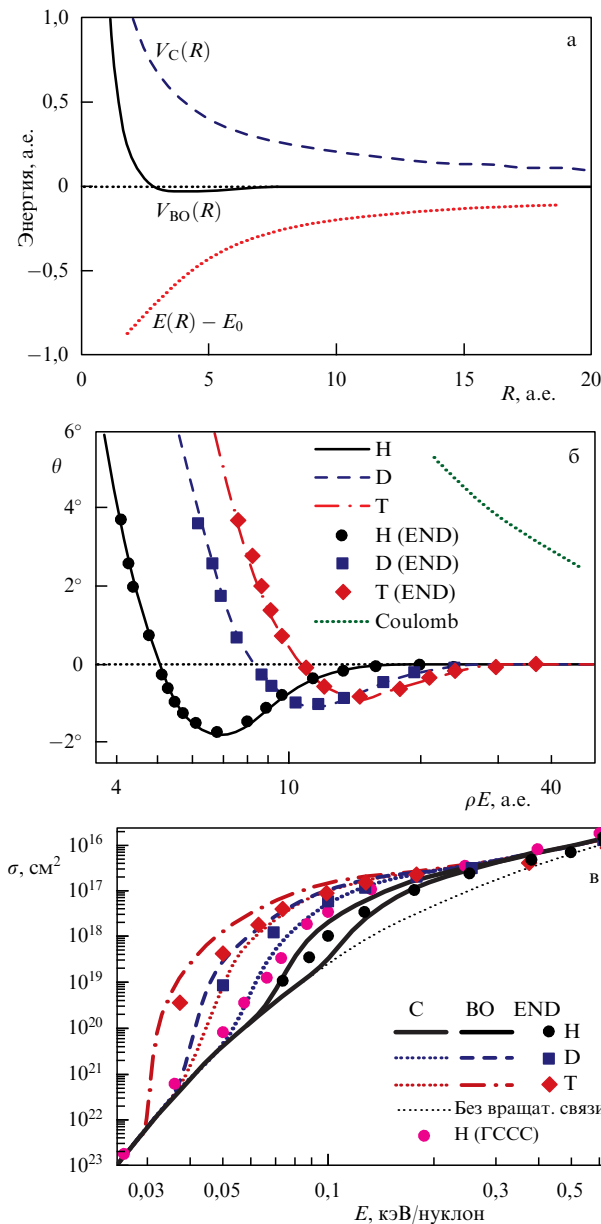 1,0
0,5
0
−0,5
−1,0
Энергия, а.е.
V_C(R)
а
V_BO(R)
E(R) − E_0
0
5
10
15
20
R, а.е.
6°
θ
4°
2°
0
−2°
H
D
T
H (END)
D (END)
T (END)
Coulomb
б
4
10
20
40
ρE, а.е.
10^16
σ, см^2
10^17
10^18
10^19
10^20
10^21
10^22
10^23
в
C BO END
H
D
T
Без вращат. связи
H (ГССС)
0,03
0,05
0,1
0,3
0,5
E, кэВ/нуклон